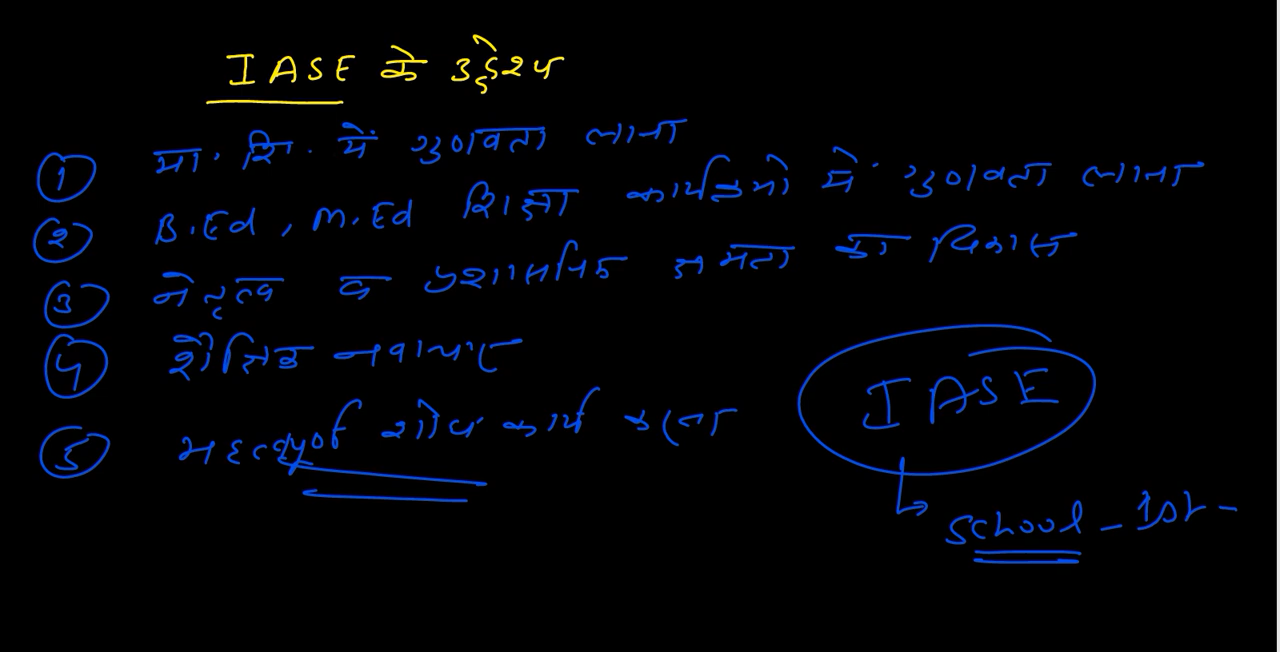 IASE के उद्देश्य
① मा. शि. में गुणवता लाना
② B.Ed, M.Ed शिक्षा कार्यक्रमो में गुणवता लाना
③ नेतृत्व व प्रशासनिक क्षमता का विकास
④ शैक्षिक नवाचार
⑤ महत्वपूर्ण शोध कार्य करना
IASE
school - 1st -